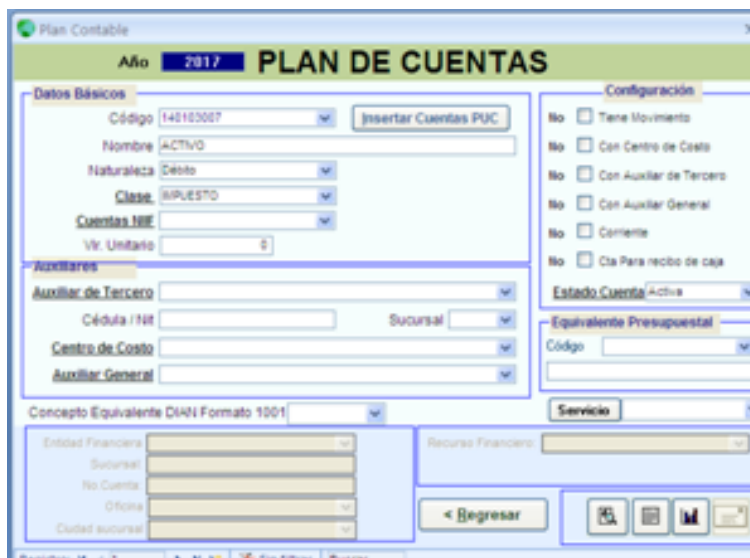 Plan Contable
Año 2017 PLAN DE CUENTAS
Datos Básicos
Código 140103007 Insertar Cuentas PUC
Nombre ACTIVO
Naturaleza Débito
Clase IMPUESTO
Cuentas NIIF
Vlr. Unitario 0
Configuración
No Tiene Movimiento
No Con Centro de Costo
No Con Auxiliar de Tercero
No Con Auxiliar General
No Corriente
No Cta Para recibo de caja
Estado Cuenta Activa
Auxiliares
Auxiliar de Tercero
Cédula / Nit Sucursal
Centro de Costo
Auxiliar General
Equivalente Presupuestal
Código
Concepto Equivalente DIAN Formato 1001
Servicio
Entidad Financiera
Sucursal
No.Cuenta
Oficina
Ciudad sucursal
Recurso Financiero
< Regresar